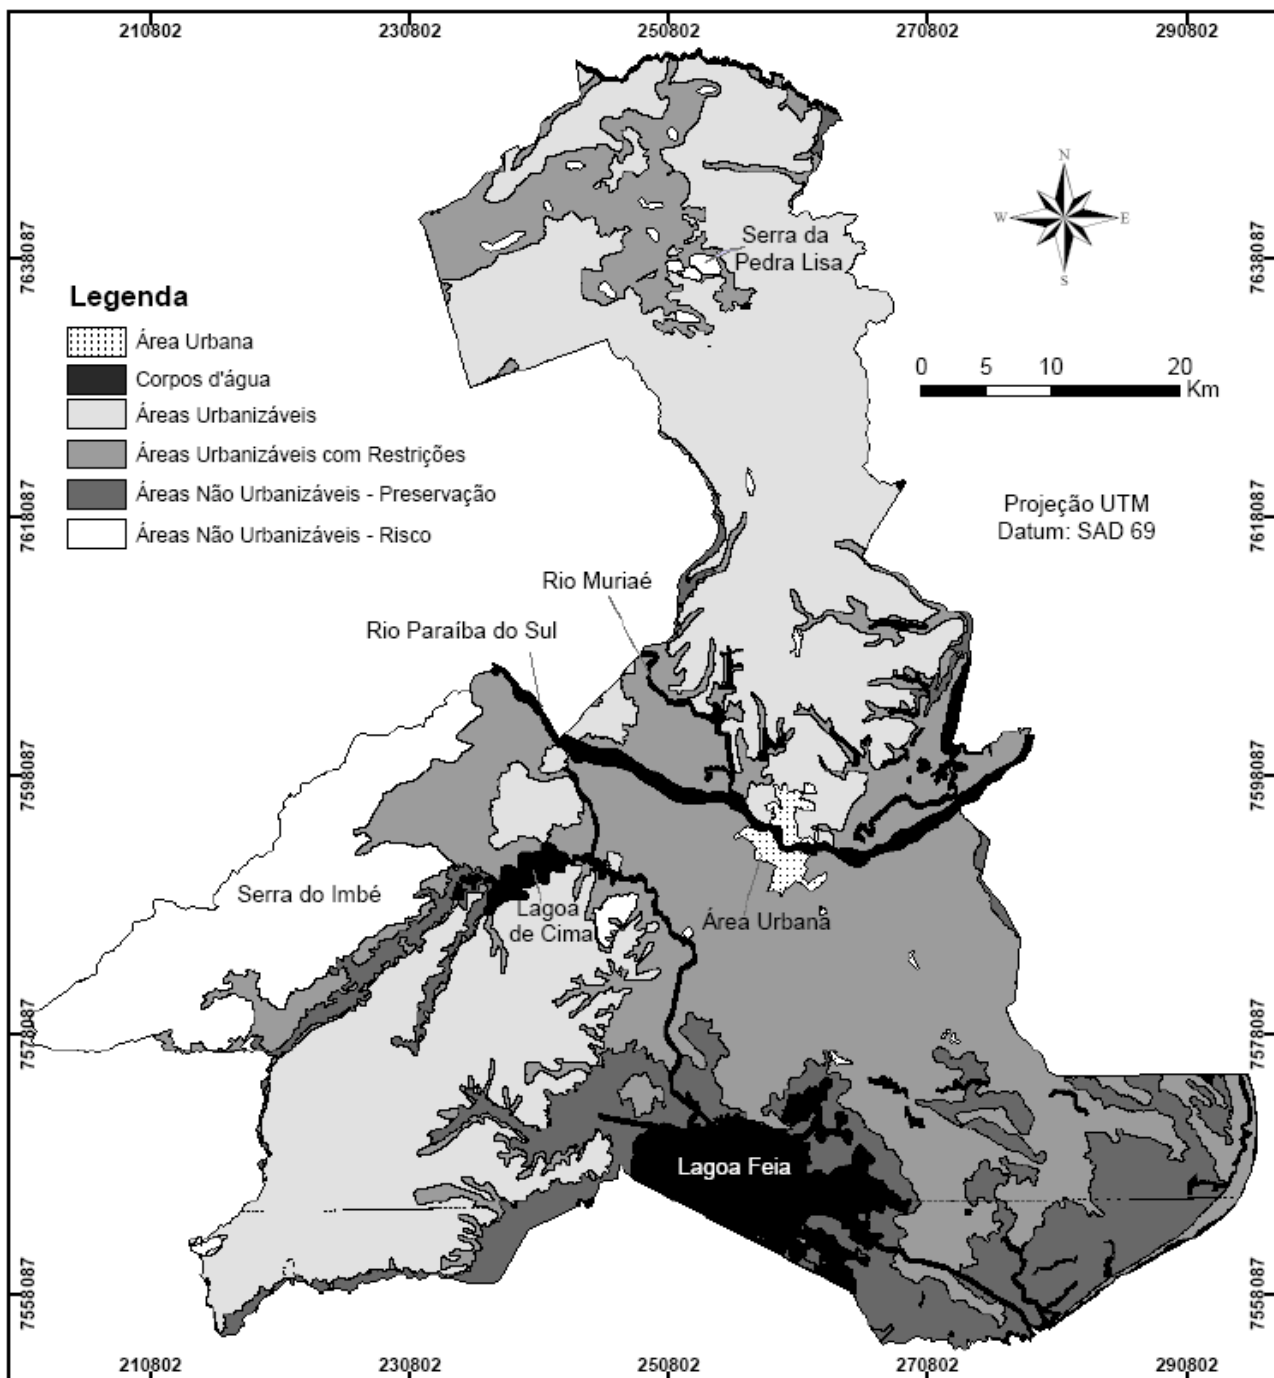 210802 230802 250802 270802 290802
N
W E
S
7638087 7638087
Serra da
Pedra Lisa
Legenda
Área Urbana
Corpos d'água
Áreas Urbanizáveis
Áreas Urbanizáveis com Restrições
Áreas Não Urbanizáveis - Preservação
Áreas Não Urbanizáveis - Risco
0 5 10 20
Km
7618087 7618087
Projeção UTM
Datum: SAD 69
Rio Muriaé
Rio Paraíba do Sul
7598087 7598087
Serra do Imbé
Lagoa
de Cima
Área Urbana
7578087 7578087
Lagoa Feia
7558087 7558087
210802 230802 250802 270802 290802